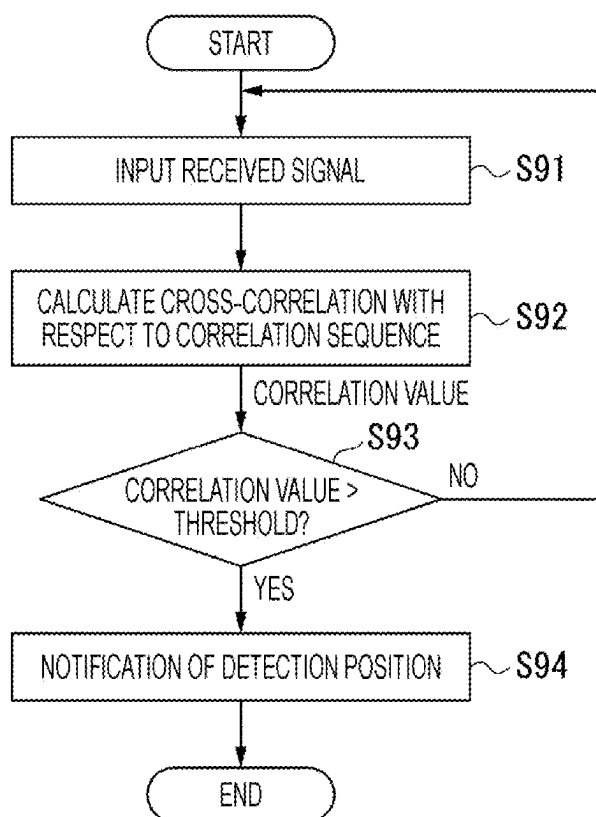 START
INPUT RECEIVED SIGNAL
S91
CALCULATE CROSS-CORRELATION WITH
RESPECT TO CORRELATION SEQUENCE
S92
CORRELATION VALUE
S93
CORRELATION VALUE >
THRESHOLD?
NO
YES
NOTIFICATION OF DETECTION POSITION
S94
END